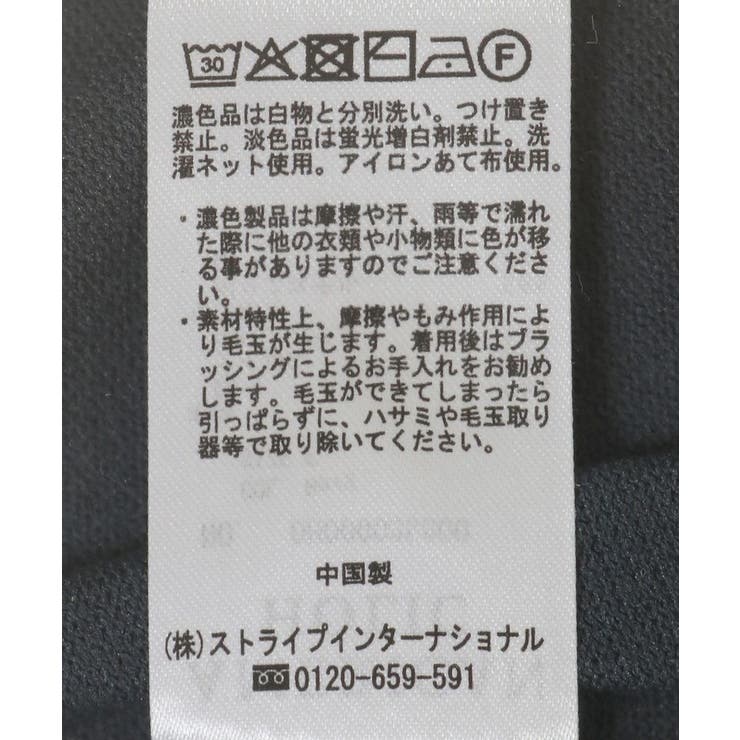 30 F
濃色品は白物と分別洗い。つけ置き
禁止。淡色品は蛍光増白剤禁止。洗
濯ネット使用。アイロンあて布使用。
・濃色製品は摩擦や汗、雨等で濡れ
た際に他の衣類や小物類に色が移
る事がありますのでご注意くださ
い。
・素材特性上、摩擦やもみ作用によ
り毛玉が生じます。着用後はブラ
ッシングによるお手入れをお勧め
します。毛玉ができてしまったら
引っぱらずに、ハサミや毛玉取り
器等で取り除いてください。
中国製
(株)ストライプインターナショナル
0120-659-591